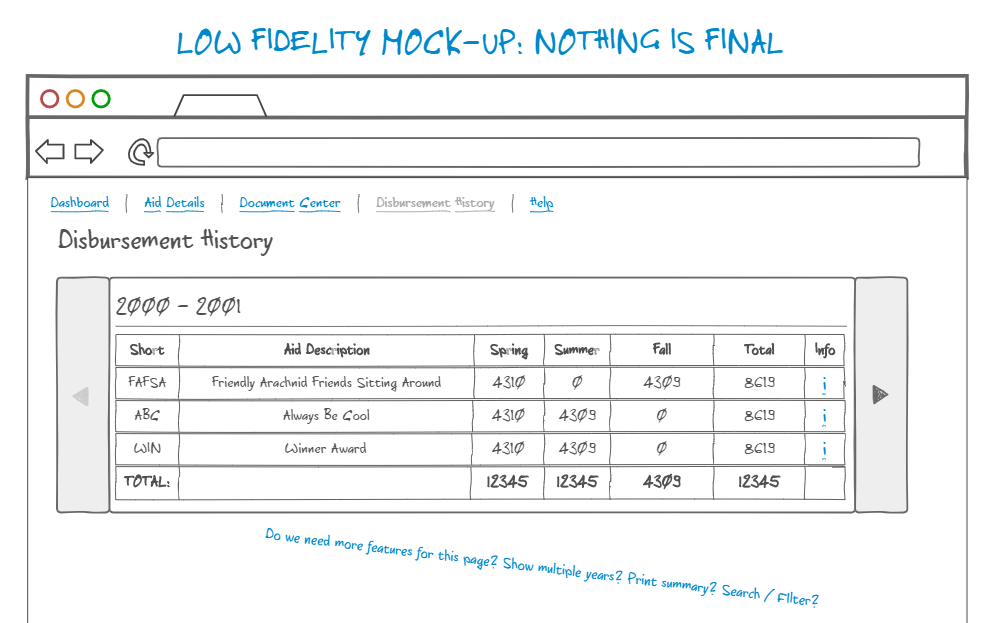 LOW FIDELITY MOCK-UP: NOTHING IS FINAL
Dashboard | Aid Details | Document Center | Disbursement History | Help
Disbursement History
2000 - 2001
Short Aid Description Spring Summer Fall Total Info
FAFSA Friendly Arachnid Friends Sitting Around 4310 0 4309 8619 i
ABC Always Be Cool 4310 4309 0 8619 i
WIN Winner Award 4310 4309 0 8619 i
TOTAL: 12345 12345 4309 12345
Do we need more features for this page? Show multiple years? Print summary? Search / FIlter?